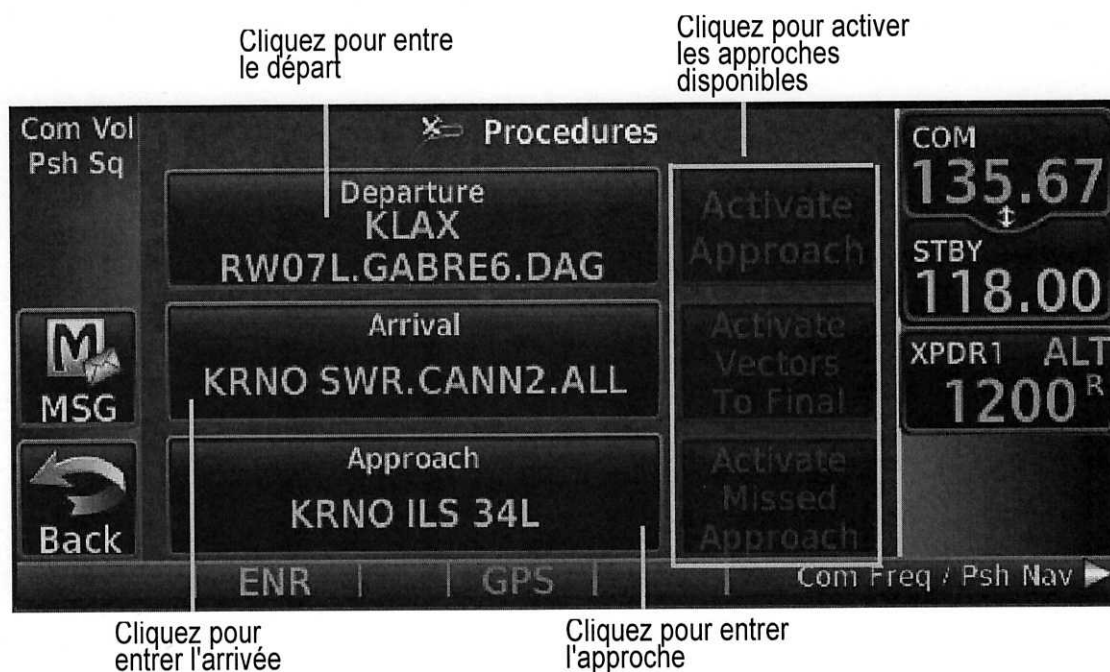 Cliquez pour entre
le départ
Cliquez pour activer
les approches
disponibles
Com Vol
Psh Sq
Procedures
Departure
KLAX
RW07L.GABRE6.DAG
Activate
Approach
COM
135.67
STBY
118.00
Arrival
KRNO SWR.CANN2.ALL
Activate
Vectors
To Final
XPDR1 ALT
1200 R
MSG
Approach
KRNO ILS 34L
Activate
Missed
Approach
Back
ENR GPS
Com Freq / Psh Nav
Cliquez pour
entrer l'arrivée
Cliquez pour entrer
l'approche